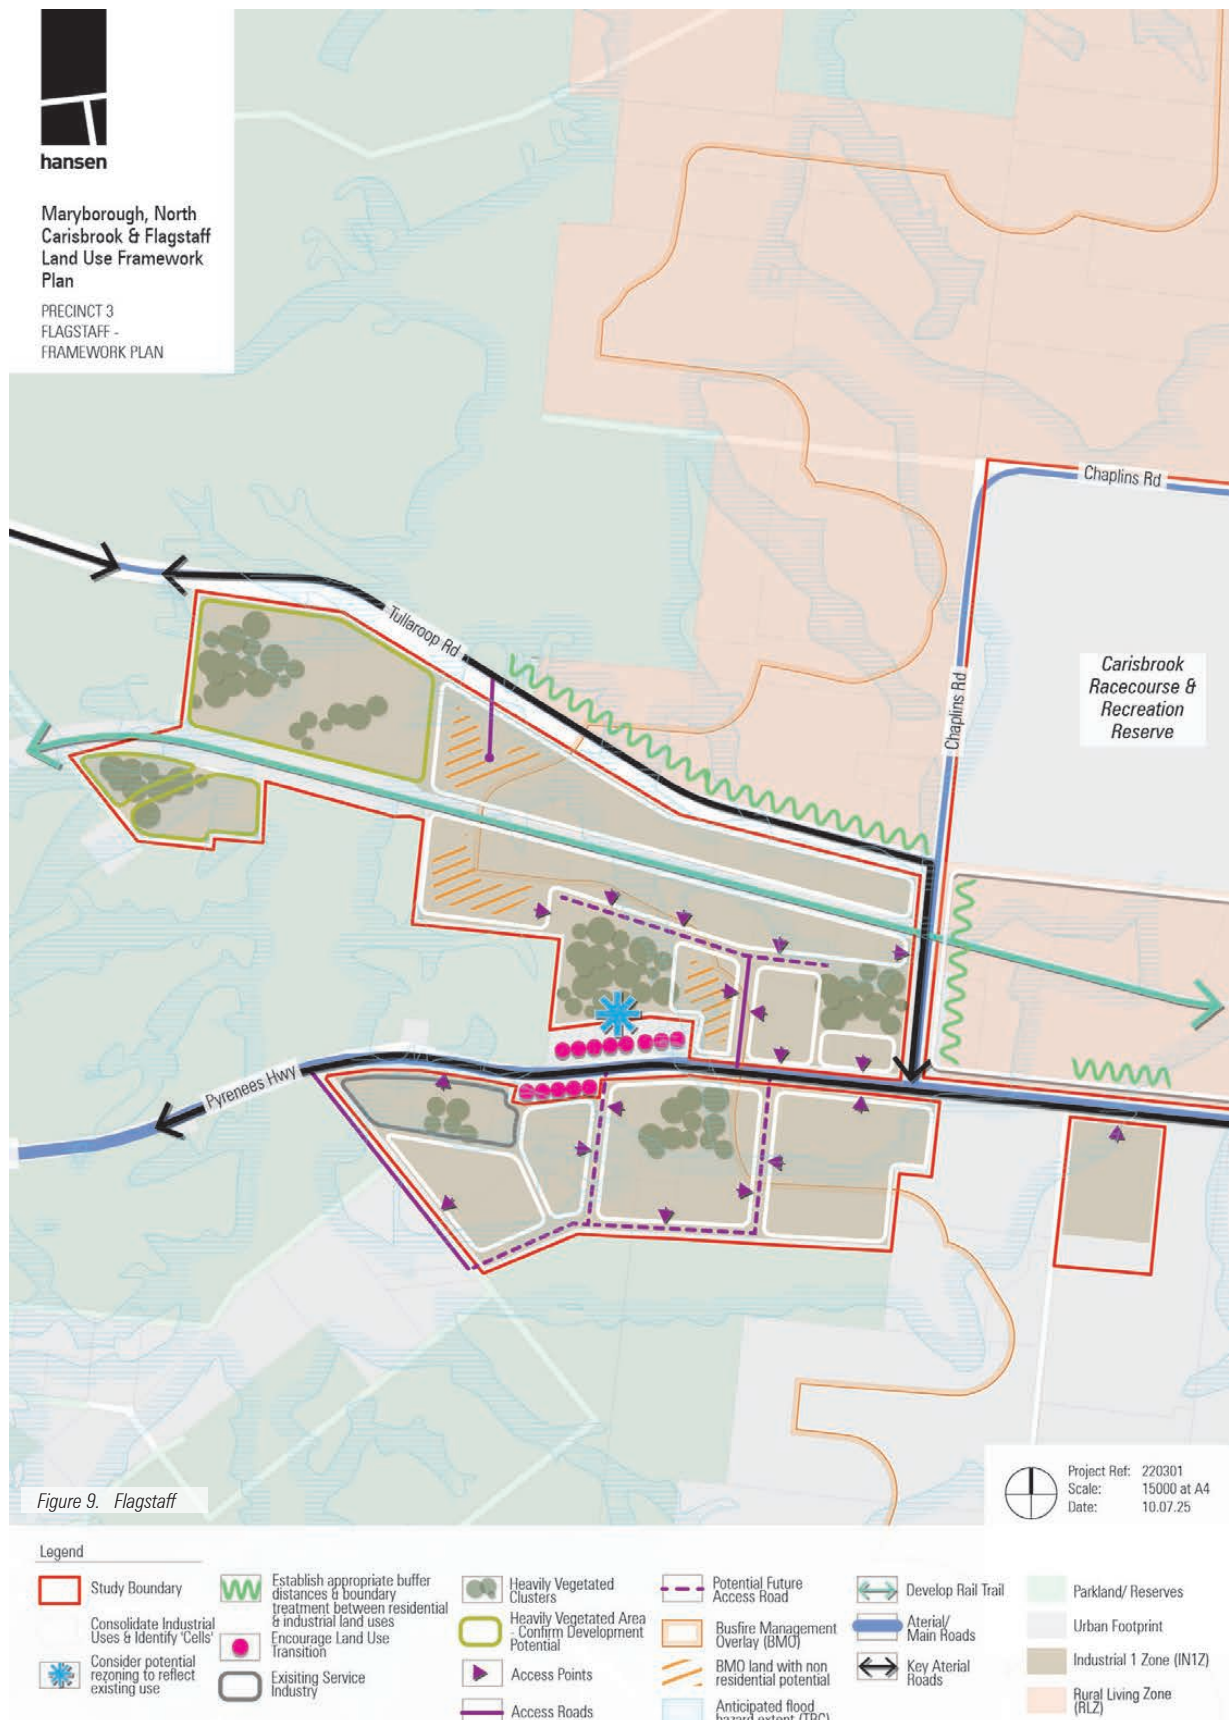 hansen
Maryborough, North
Carisbrook & Flagstaff
Land Use Framework
Plan
PRECINCT 3
FLAGSTAFF -
FRAMEWORK PLAN
Chaplins Rd
Tullaroop Rd
Chaplins Rd
Carisbrook
Racecourse &
Recreation
Reserve
Pyrenees Hwy
Figure 9. Flagstaff
Project Ref: 220301
Scale: 15000 at A4
Date: 10.07.25
Legend
Study Boundary
Consolidate Industrial
Uses & Identify 'Cells'
Consider potential
rezoning to reflect
existing use
Establish appropriate buffer
distances & boundary
treatment between residential
& industrial land uses
Encourage Land Use
Transition
Exisiting Service
Industry
Heavily Vegetated
Clusters
Heavily Vegetated Area
- Confirm Development
Potential
Access Points
Access Roads
Potential Future
Access Road
Busfire Management
Overlay (BMO)
BMO land with non
residential potential
Anticipated flood
hazard extent (TBC)
Develop Rail Trail
Aterial/
Main Roads
Key Aterial
Roads
Parkland/ Reserves
Urban Footprint
Industrial 1 Zone (IN1Z)
Rural Living Zone
(RLZ)